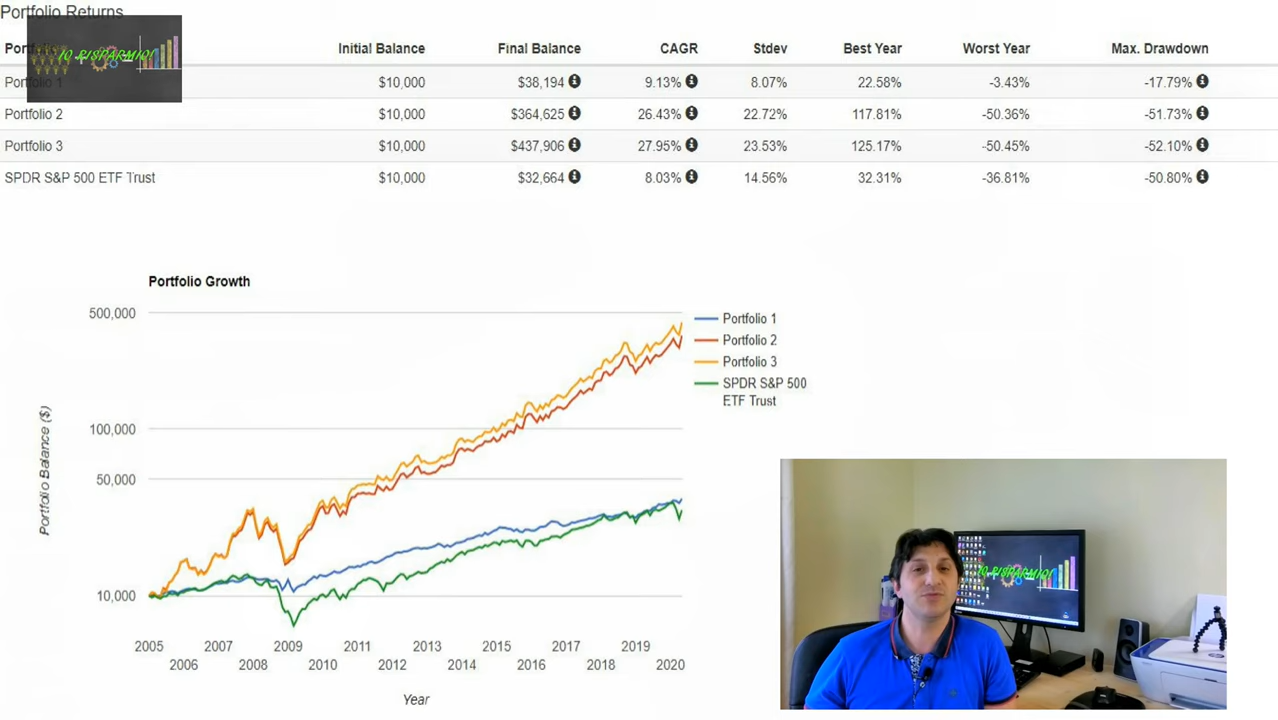 Portfolio Returns
IO RISPARMIO!
Initial Balance Final Balance CAGR Stdev Best Year Worst Year Max. Drawdown
Portfolio 1 $10,000 $38,194 9.13% 8.07% 22.58% -3.43% -17.79%
Portfolio 2 $10,000 $364,625 26.43% 22.72% 117.81% -50.36% -51.73%
Portfolio 3 $10,000 $437,906 27.95% 23.53% 125.17% -50.45% -52.10%
SPDR S&P 500 ETF Trust $10,000 $32,664 8.03% 14.56% 32.31% -36.81% -50.80%
Portfolio Growth
Portfolio Balance ($)
500,000
100,000
50,000
10,000
Portfolio 1
Portfolio 2
Portfolio 3
SPDR S&P 500
ETF Trust
2005 2007 2009 2011 2013 2015 2017 2019
2006 2008 2010 2012 2014 2016 2018 2020
Year
IO RISPARMIO!